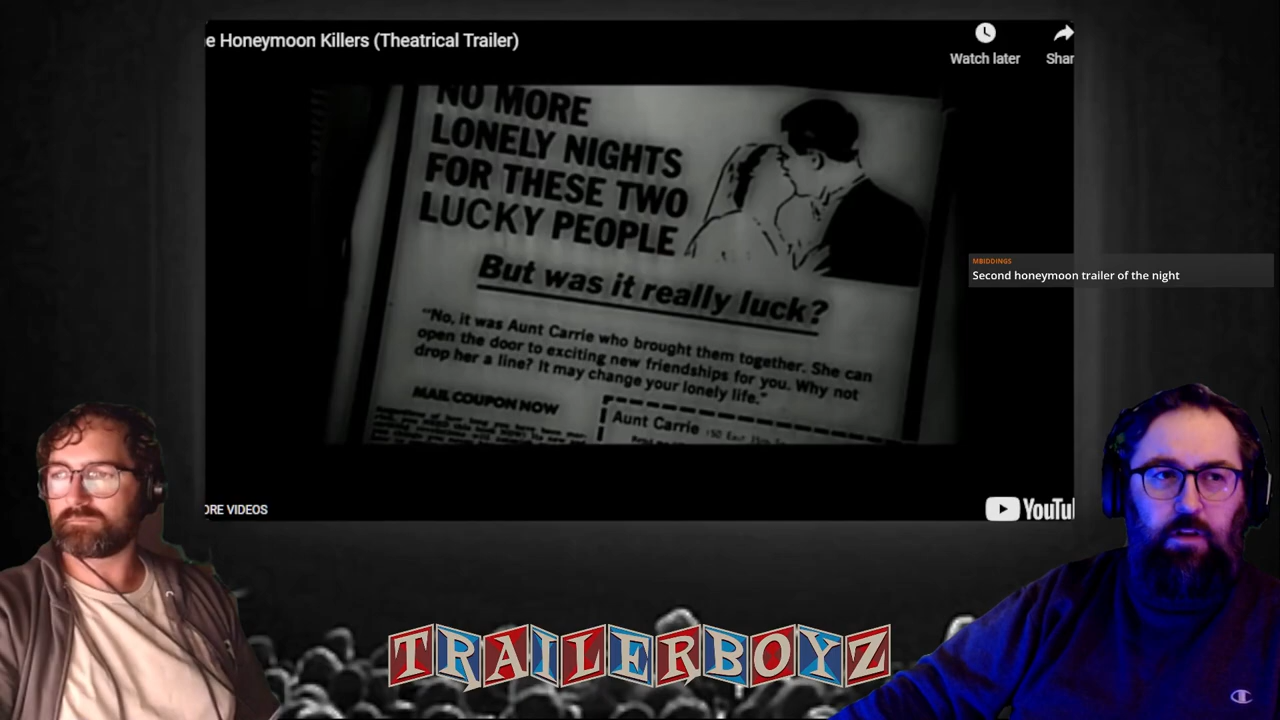 e Honeymoon Killers (Theatrical Trailer)
Watch later
Shar
NO MORE
LONELY NIGHTS
FOR THESE TWO
LUCKY PEOPLE
But was it really luck?
"No, it was Aunt Carrie who brought them together. She can
open the door to exciting new friendships for you. Why not
drop her a line? It may change your lonely life."
MAIL COUPON NOW
Aunt Carrie
MBIDDINGS
Second honeymoon trailer of the night
ORE VIDEOS
YouTu
TRAILERBOYZ